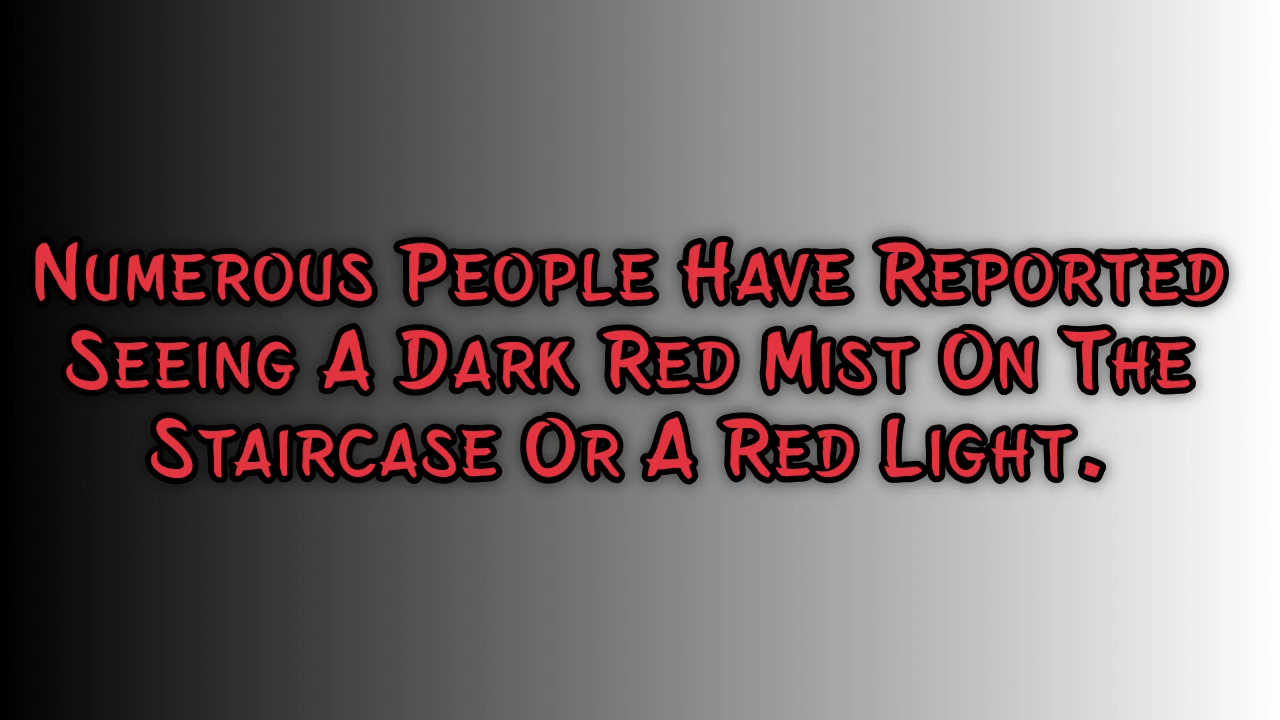 Numerous People Have Reported
Seeing A Dark Red Mist On The
Staircase Or A Red Light.